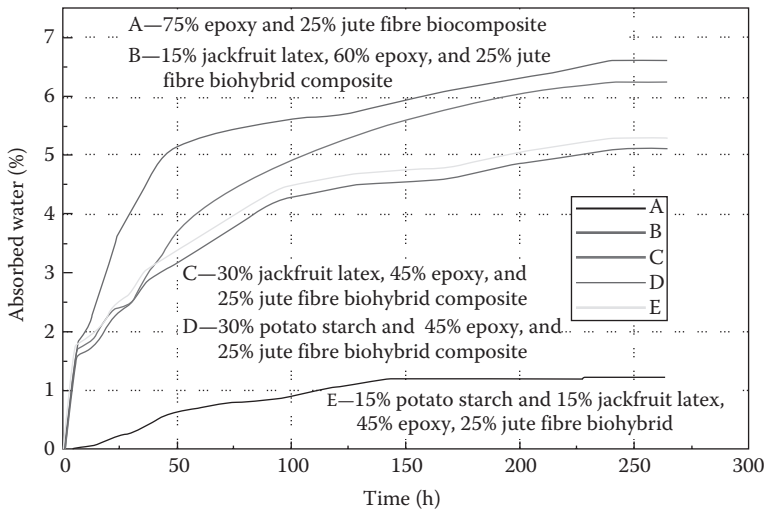 7
6
5
4
3
2
1
0
Absorbed water (%)
A—75% epoxy and 25% jute fibre biocomposite
B—15% jackfruit latex, 60% epoxy, and 25% jute
fibre biohybrid composite
A
B
C
D
E
C—30% jackfruit latex, 45% epoxy, and
25% jute fibre biohybrid composite
D—30% potato starch and 45% epoxy, and
25% jute fibre biohybrid composite
E—15% potato starch and 15% jackfruit latex,
45% epoxy, 25% jute fibre biohybrid
0 50 100 150 200 250 300
Time (h)